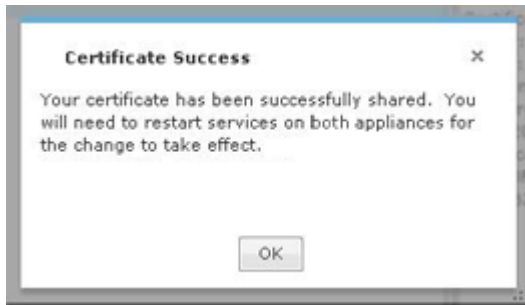 Certificate Success
Your certificate has been successfully shared. You
will need to restart services on both appliances for
the change to take effect.
OK